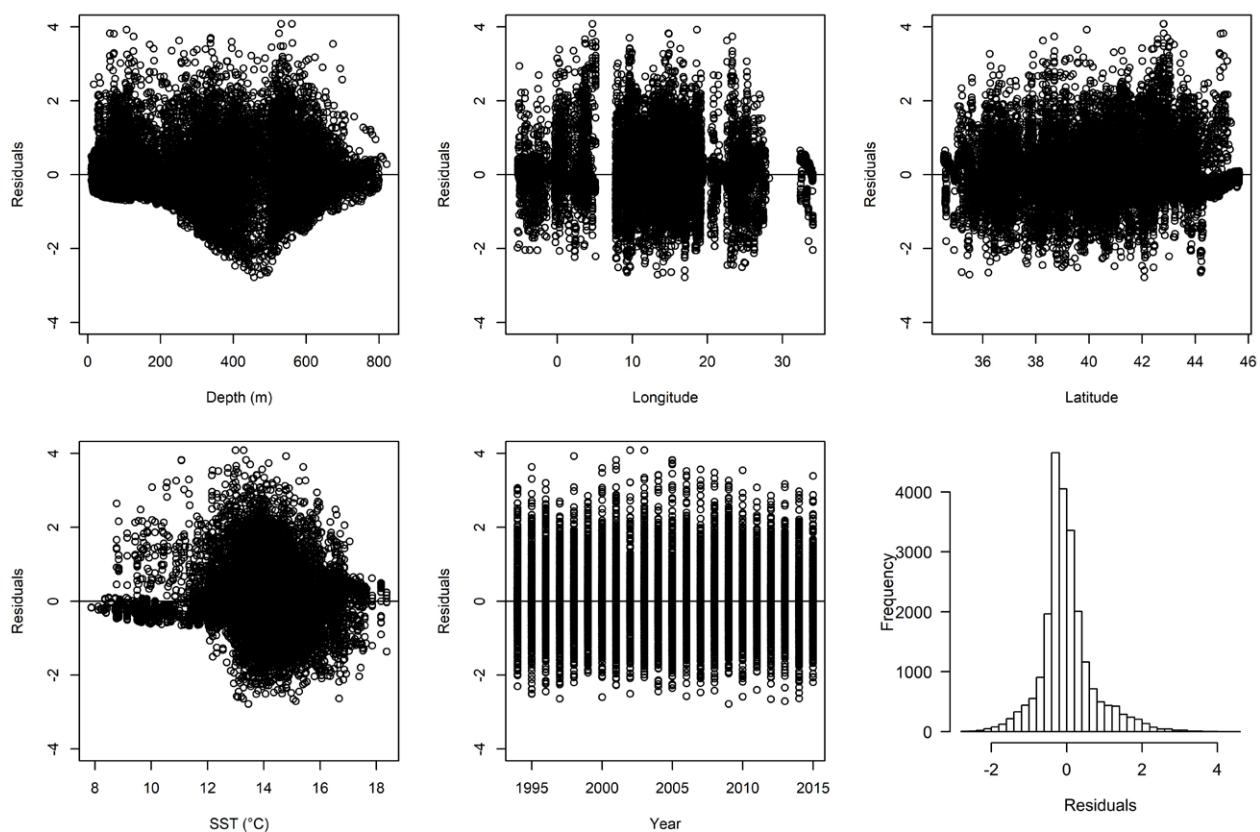 4
2
0
-2
-4
Residuals
0 200 400 600 800
Depth (m)
4
2
0
-2
-4
Residuals
0 10 20 30
Longitude
4
2
0
-2
-4
Residuals
36 38 40 42 44 46
Latitude
4
2
0
-2
-4
Residuals
8 10 12 14 16 18
SST (°C)
4
2
0
-2
-4
Residuals
1995 2000 2005 2010 2015
Year
4000
3000
2000
1000
0
Frequency
-2 0 2 4
Residuals